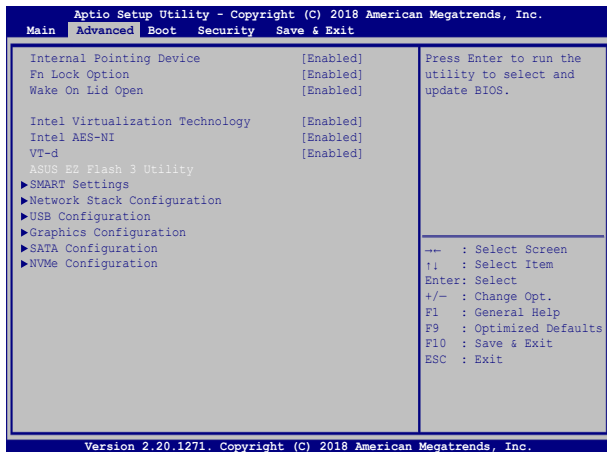 Aptio Setup Utility - Copyright (C) 2018 American Megatrends, Inc.
Main Advanced Boot Security Save & Exit
Internal Pointing Device [Enabled]
Fn Lock Option [Enabled]
Wake On Lid Open [Enabled]
Intel Virtualization Technology [Enabled]
Intel AES-NI [Enabled]
VT-d [Enabled]
ASUS EZ Flash 3 Utility
▶SMART Settings
▶Network Stack Configuration
▶USB Configuration
▶Graphics Configuration
▶SATA Configuration
▶NVMe Configuration
Press Enter to run the
utility to select and
update BIOS.
→← : Select Screen
↑↓ : Select Item
Enter: Select
+/— : Change Opt.
F1 : General Help
F9 : Optimized Defaults
F10 : Save & Exit
ESC : Exit
Version 2.20.1271. Copyright (C) 2018 American Megatrends, Inc.